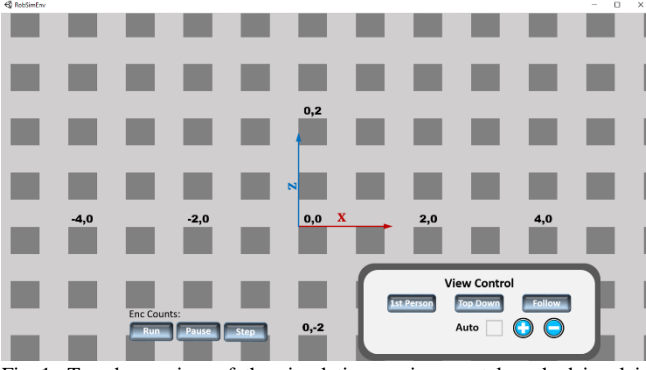 RobSimEnv
0,2
Z
-4,0
-2,0
0,0
X
2,0
4,0
View Control
1st Person
Top Down
Follow
Enc Counts:
Run
Pause
Step
0,-2
Auto